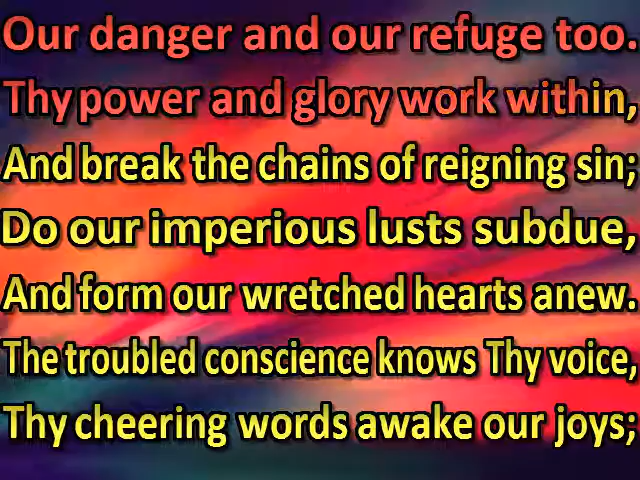 Our danger and our refuge too.
Thy power and glory work within,
And break the chains of reigning sin;
Do our imperious lusts subdue,
And form our wretched hearts anew.
The troubled conscience knows Thy voice,
Thy cheering words awake our joys;